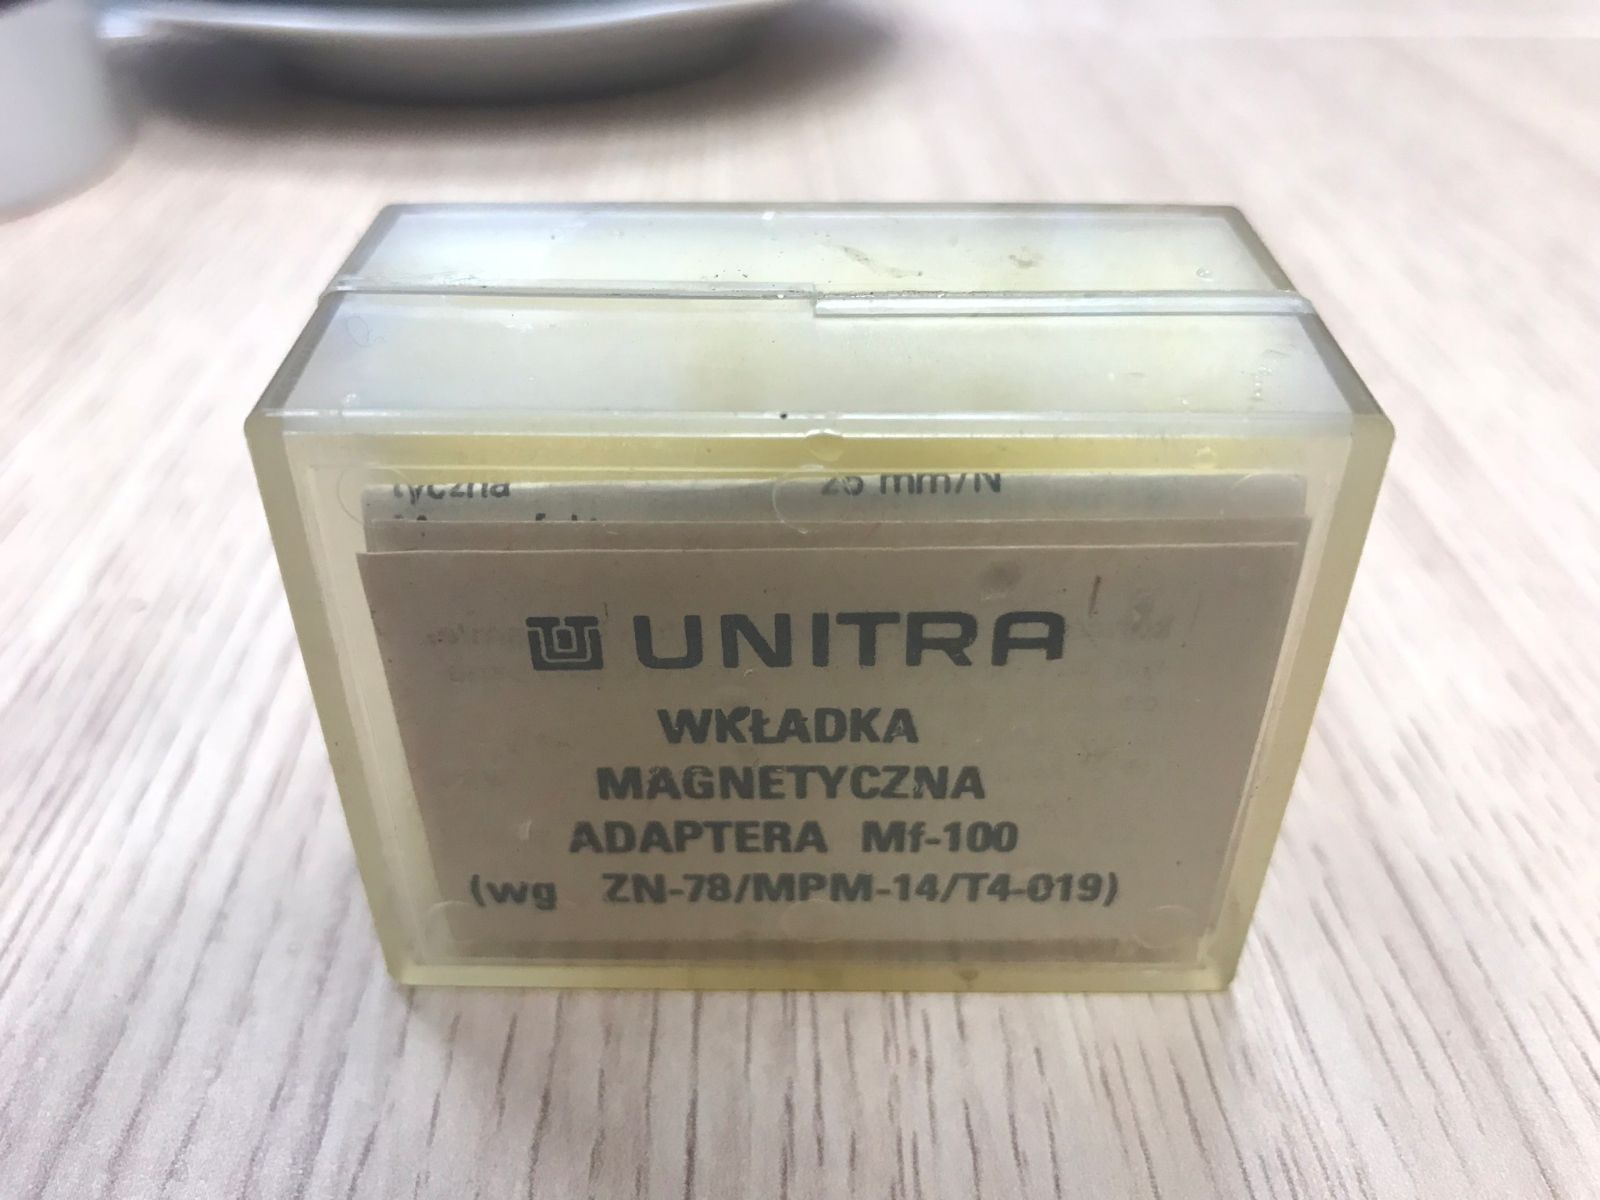 tyczna 25 mm/N
UNITRA
WKŁADKA
MAGNETYCZNA
ADAPTERA Mf-100
(wg ZN-78/MPM-14/T4-019)